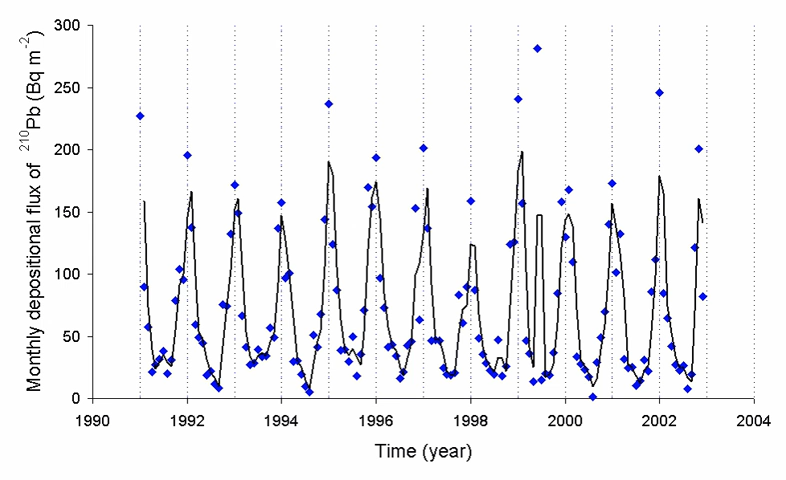 Monthly depositional flux of ²¹⁰Pb (Bq m⁻²)
300
250
200
150
100
50
0
1990 1992 1994 1996 1998 2000 2002 2004
Time (year)